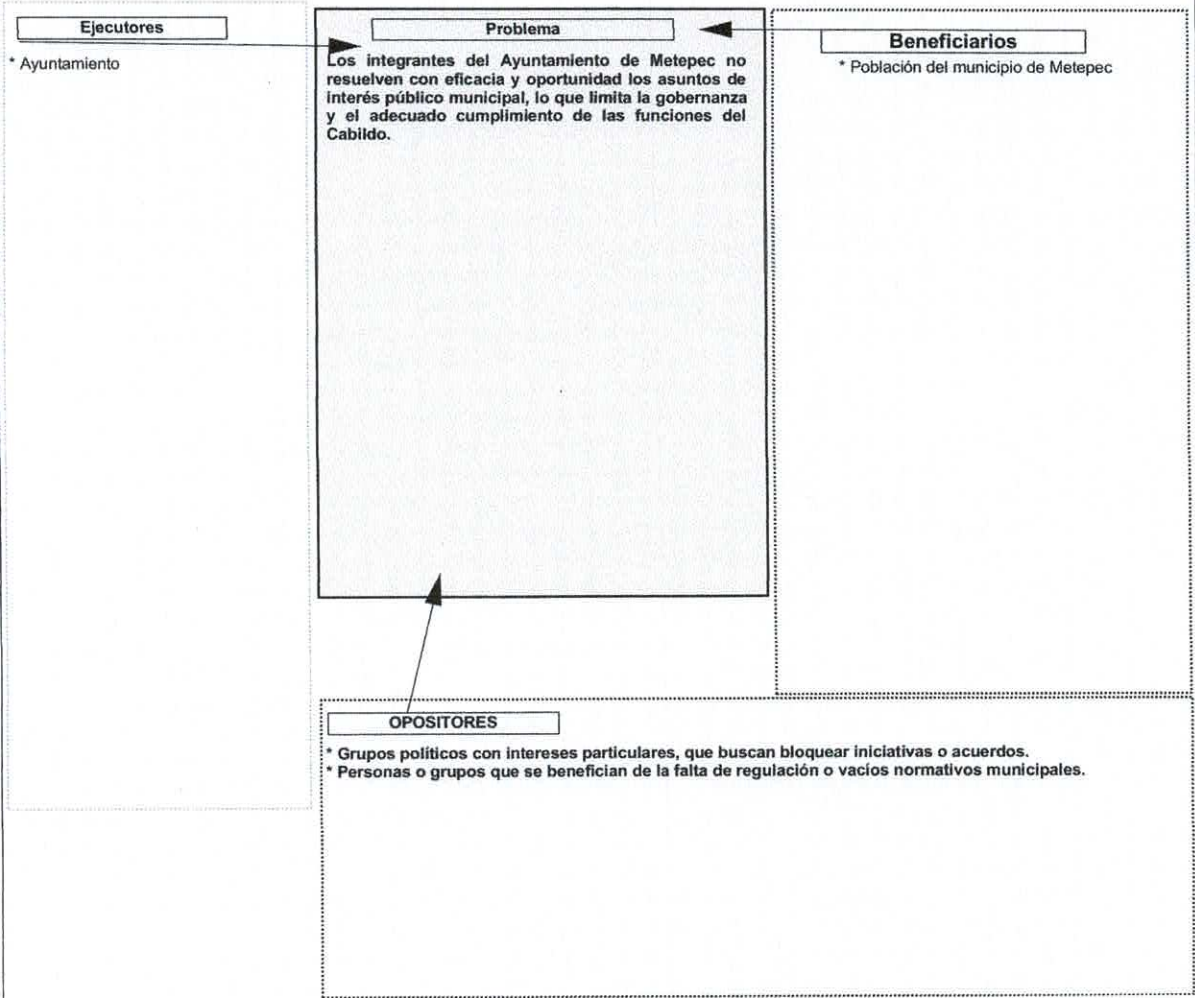 Ejecutores
* Ayuntamiento
Problema
Los integrantes del Ayuntamiento de Metepec no
resuelven con eficacia y oportunidad los asuntos de
interés público municipal, lo que limita la gobernanza
y el adecuado cumplimiento de las funciones del
Cabildo.
Beneficiarios
* Población del municipio de Metepec
OPOSITORES
* Grupos políticos con intereses particulares, que buscan bloquear iniciativas o acuerdos.
* Personas o grupos que se benefician de la falta de regulación o vacíos normativos municipales.